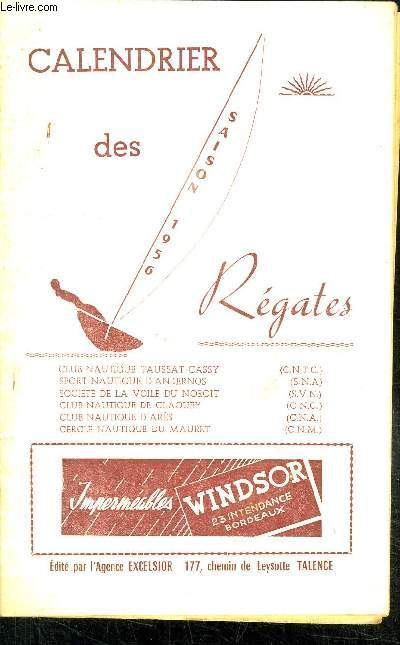 Le-livre.com
CALENDRIER
des
SAISON 1956
Régates
CLUB NAUTIQUE TAUSSAT-CASSY (C.N.T.C.)
SPORT NAUTIQUE D'ANDERNOS (S.N.A)
SOCIETE DE LA VOILE DU NOROIT (S.V.N.)
CLUB NAUTIQUE DE CLAOUEY (C.N.C.)
CLUB NAUTIQUE D'ARÈS (C.N.A.)
CERCLE NAUTIQUE DU MAURET (C.N.M.)
Imperméables WINDSOR
23 INTENDANCE
BORDEAUX
Édité par l'Agence EXCELSIOR 177, chemin de Leysotte TALENCE